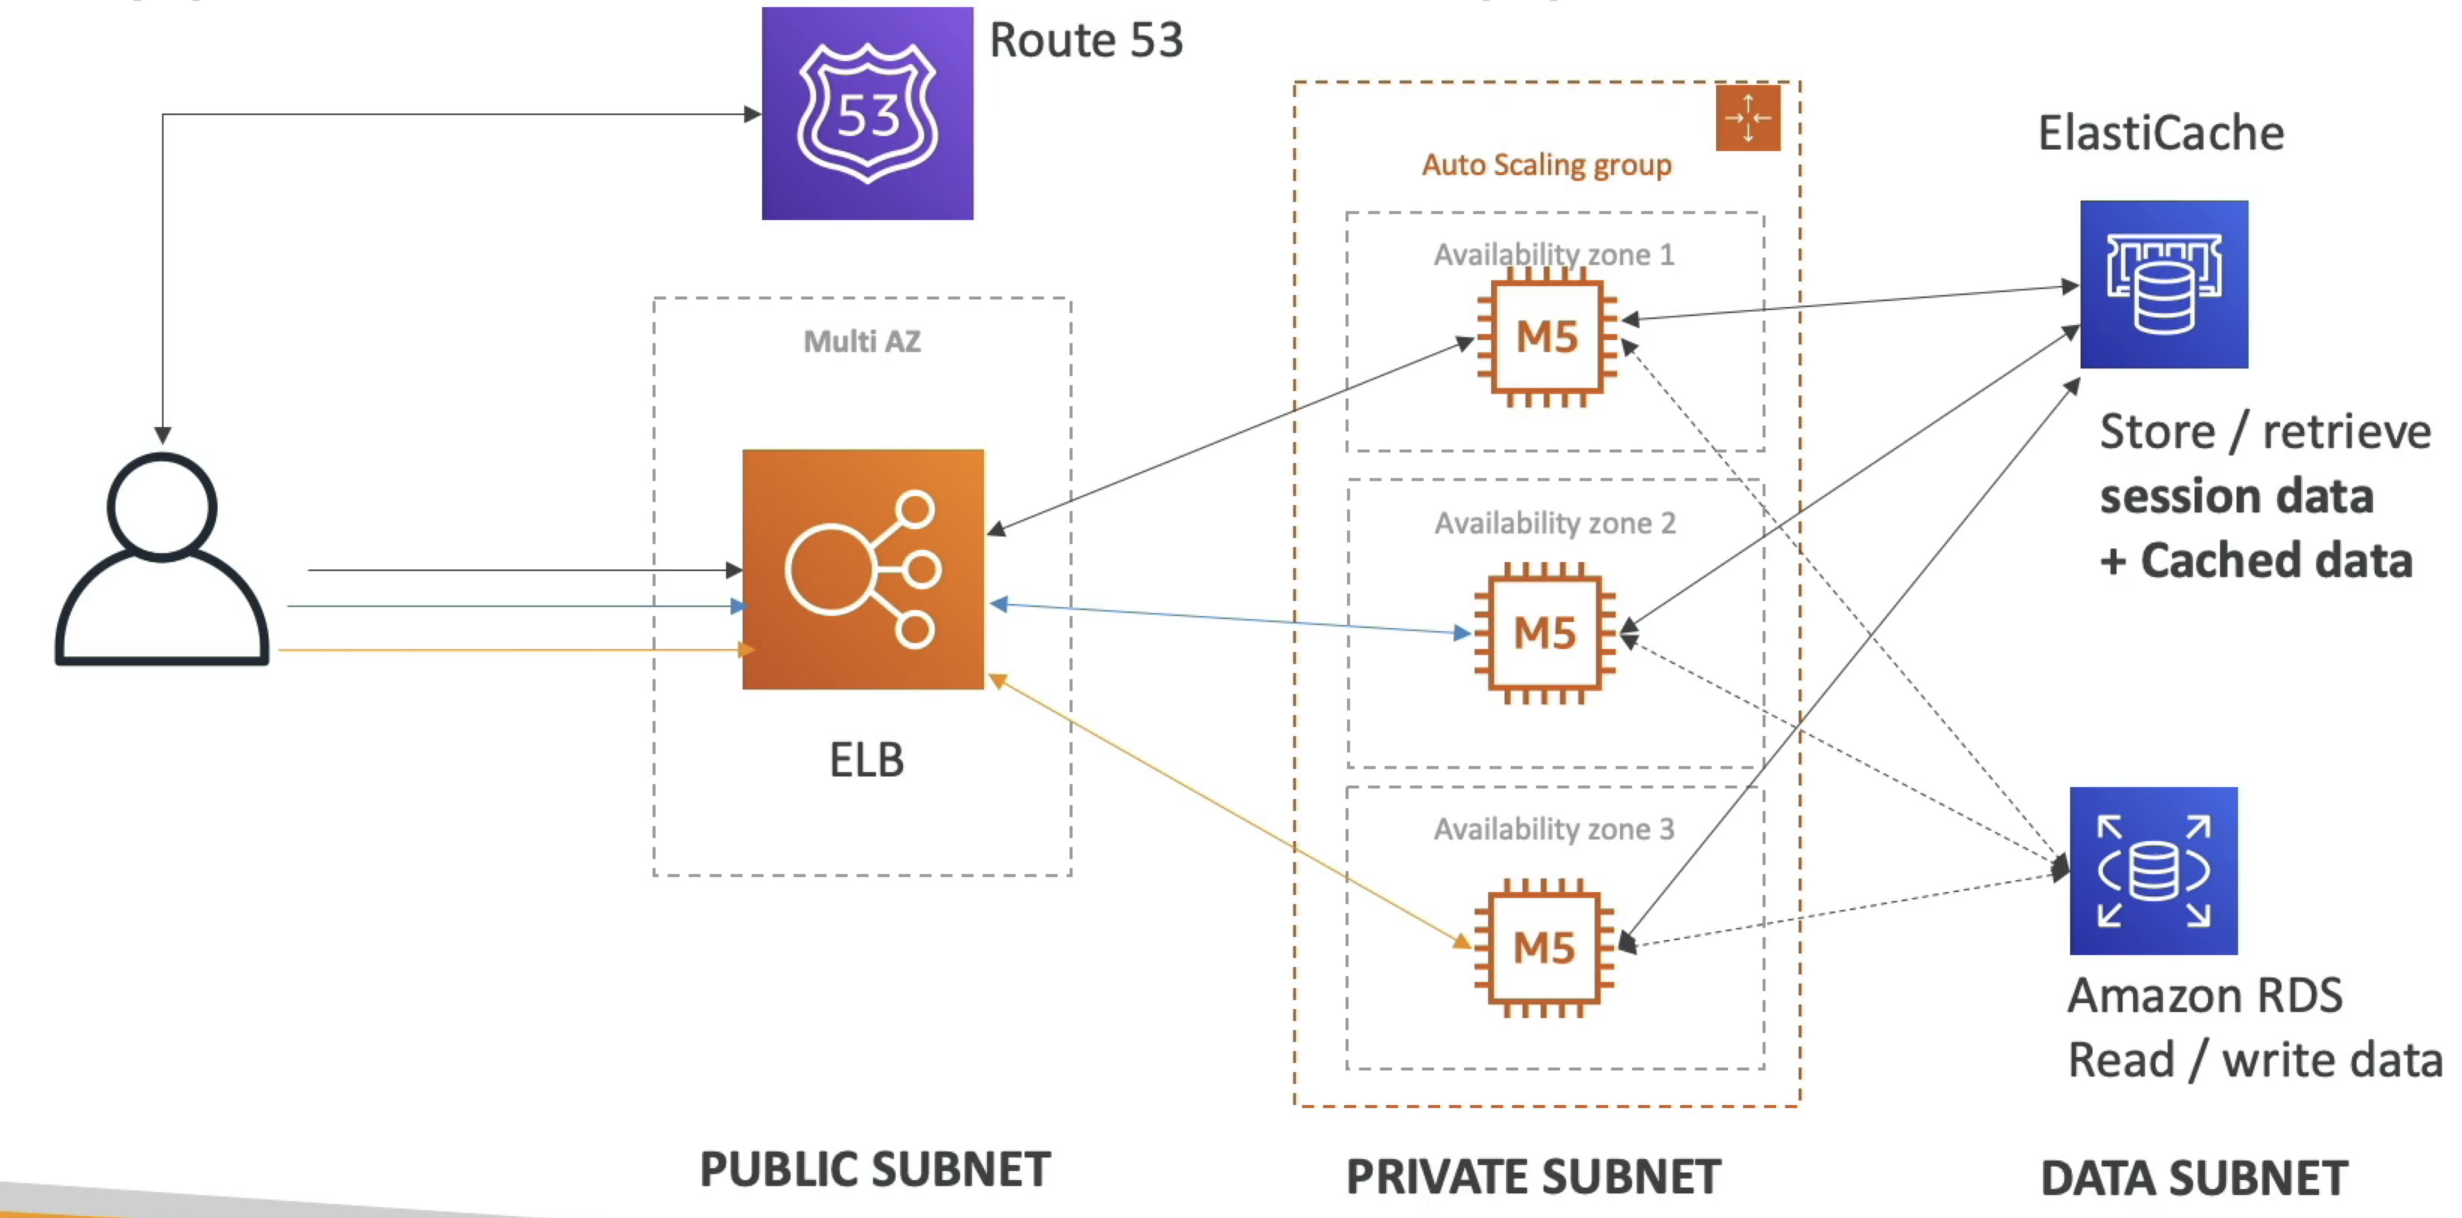 Route 53
53
ElastiCache
Auto Scaling group
Availability zone 1
M5
Multi AZ
Store / retrieve
session data
+ Cached data
Availability zone 2
M5
ELB
Availability zone 3
M5
Amazon RDS
Read / write data
PUBLIC SUBNET
PRIVATE SUBNET
DATA SUBNET